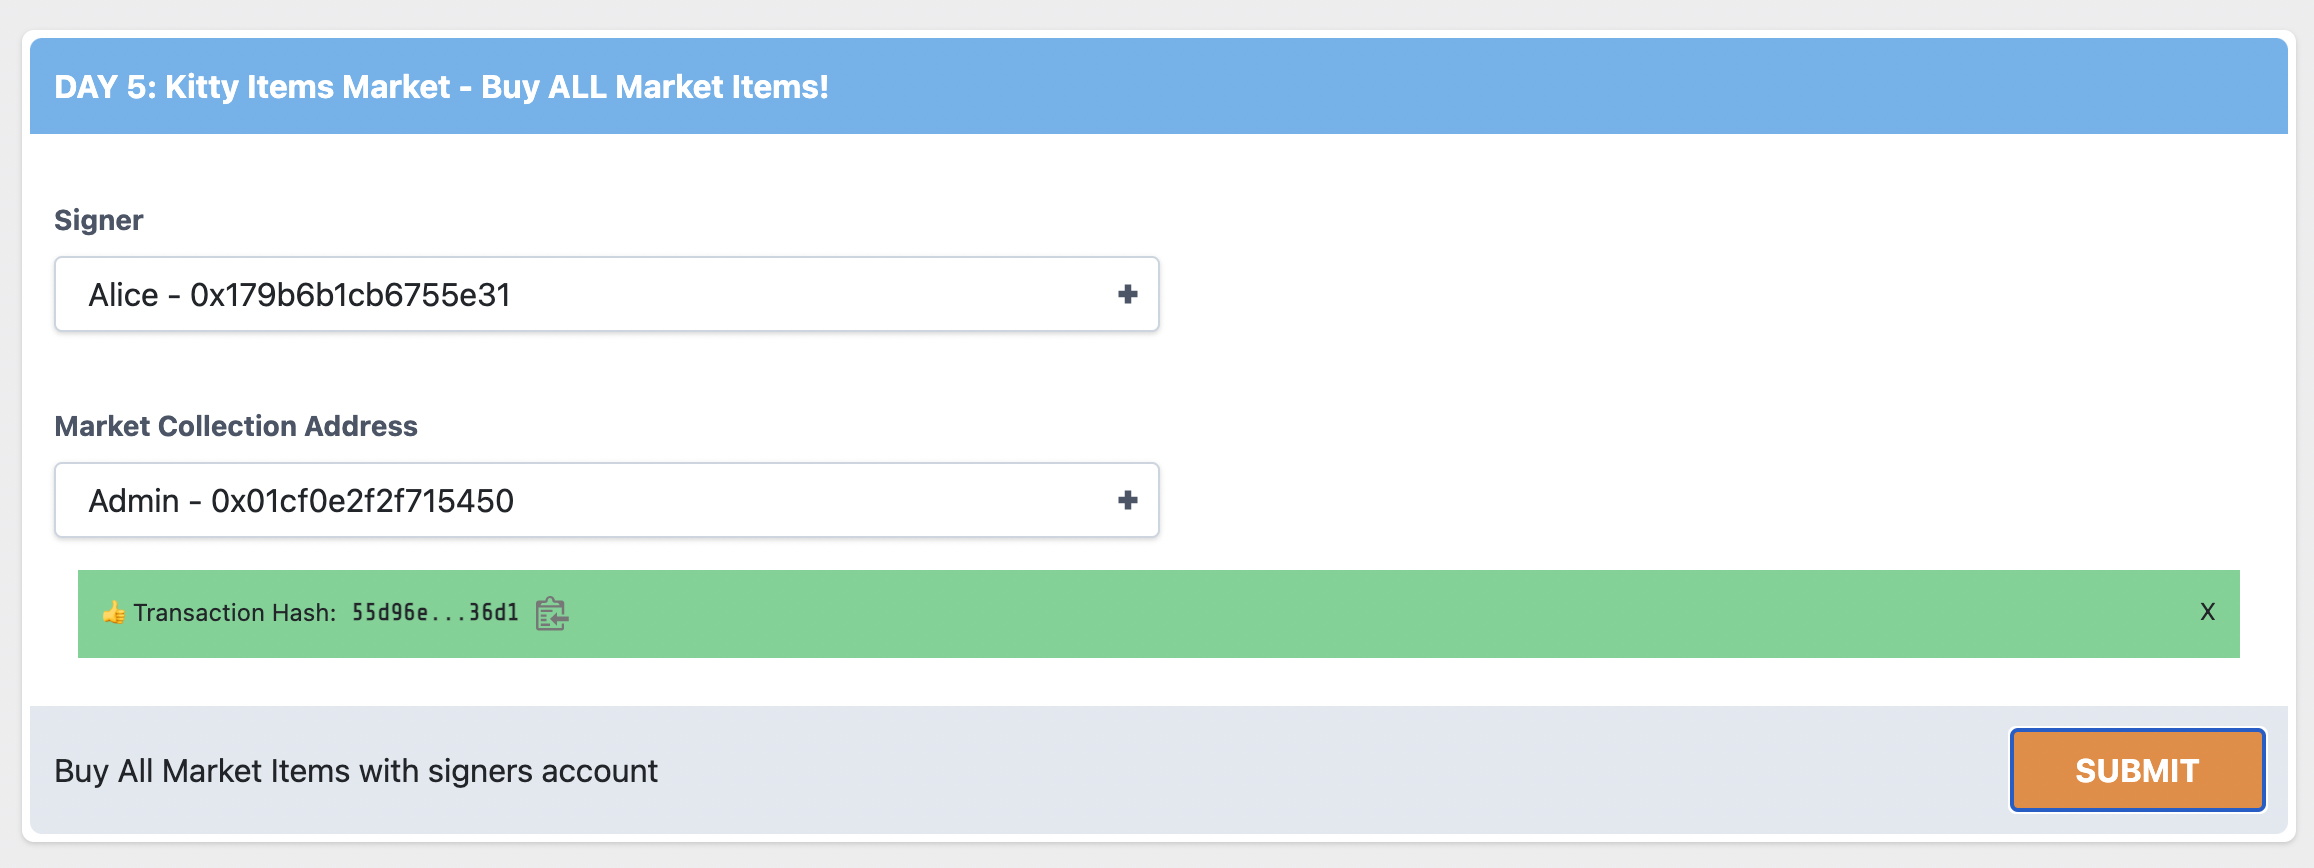 DAY 5: Kitty Items Market - Buy ALL Market Items!
Signer
Alice - 0x179b6b1cb6755e31
Market Collection Address
Admin - 0x01cf0e2f2f715450
👍 Transaction Hash: 55d96e...36d1 X
Buy All Market Items with signers account
SUBMIT